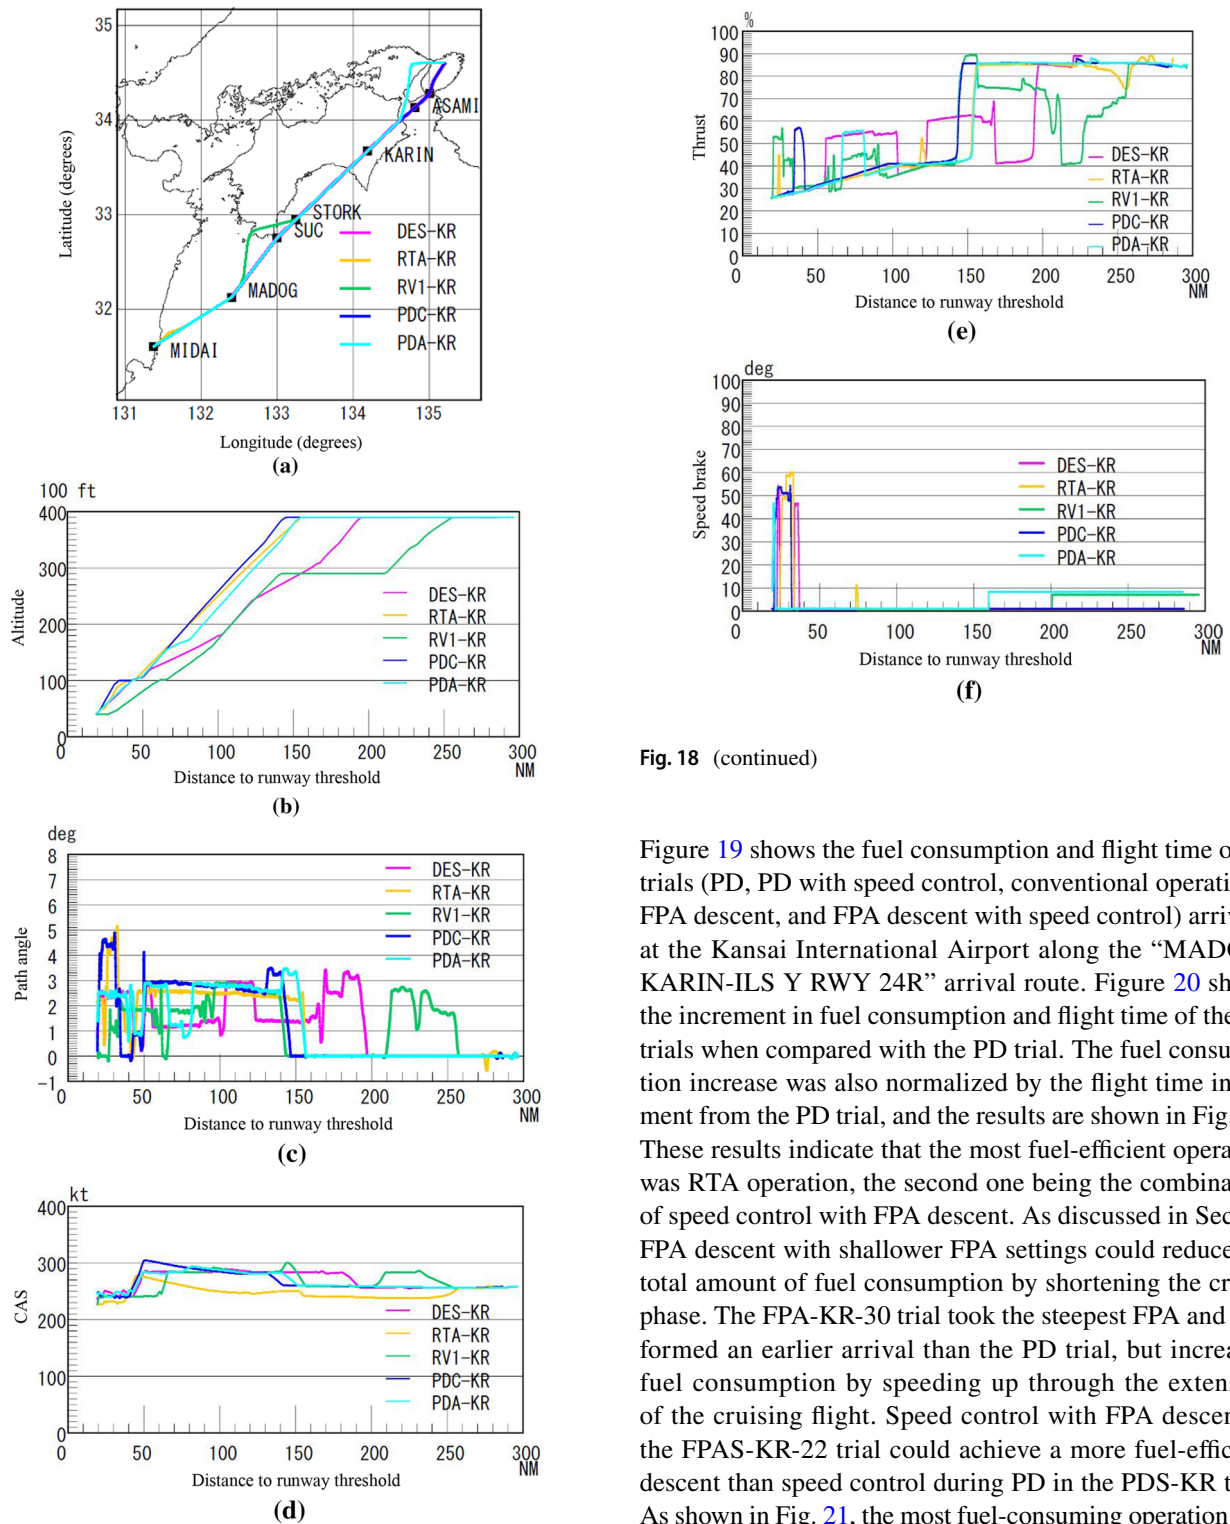 35
34
33
32
Latitude (degrees)
ASAMI
KARIN
STORK
SUC
MADOG
MIDAI
DES-KR
RTA-KR
RV1-KR
PDC-KR
PDA-KR
131 132 133 134 135
Longitude (degrees)
(a)
100 ft
400
300
200
100
0
Altitude
DES-KR
RTA-KR
RV1-KR
PDC-KR
PDA-KR
0 50 100 150 200 250 300
NM
Distance to runway threshold
(b)
deg
8
7
6
5
4
3
2
1
0
-1
Path angle
DES-KR
RTA-KR
RV1-KR
PDC-KR
PDA-KR
0 50 100 150 200 250 300
NM
Distance to runway threshold
(c)
kt
400
300
200
100
0
CAS
DES-KR
RTA-KR
RV1-KR
PDC-KR
PDA-KR
0 50 100 150 200 250 300
NM
Distance to runway threshold
(d)
%
100
90
80
70
60
50
40
30
20
10
0
Thrust
DES-KR
RTA-KR
RV1-KR
PDC-KR
PDA-KR
0 50 100 150 200 250 300
NM
Distance to runway threshold
(e)
deg
100
90
80
70
60
50
40
30
20
10
0
Speed brake
DES-KR
RTA-KR
RV1-KR
PDC-KR
PDA-KR
0 50 100 150 200 250 300
NM
Distance to runway threshold
(f)
Fig. 18 (continued)
Figure 19 shows the fuel consumption and flight time o
trials (PD, PD with speed control, conventional operati
FPA descent, and FPA descent with speed control) arriv
at the Kansai International Airport along the “MADO
KARIN-ILS Y RWY 24R” arrival route. Figure 20 sh
the increment in fuel consumption and flight time of the
trials when compared with the PD trial. The fuel consu
tion increase was also normalized by the flight time in
ment from the PD trial, and the results are shown in Fig.
These results indicate that the most fuel-efficient opera
was RTA operation, the second one being the combina
of speed control with FPA descent. As discussed in Sec
FPA descent with shallower FPA settings could reduce
total amount of fuel consumption by shortening the cr
phase. The FPA-KR-30 trial took the steepest FPA and
formed an earlier arrival than the PD trial, but increa
fuel consumption by speeding up through the exten
of the cruising flight. Speed control with FPA descen
the FPAS-KR-22 trial could achieve a more fuel-effic
descent than speed control during PD in the PDS-KR t
As shown in Fig. 21, the most fuel-consuming operation